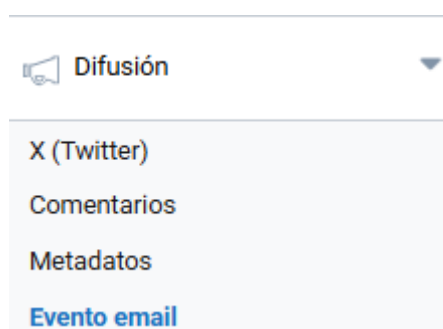 Difusión
X (Twitter)
Comentarios
Metadatos
Evento email